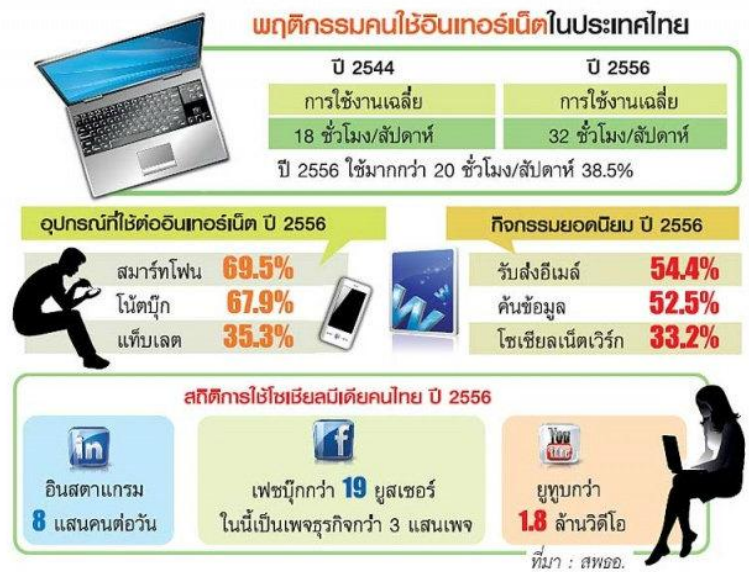 พฤติกรรมคนใช้อินเทอร์เน็ตในประเทศไทย
ปี 2544
การใช้งานเฉลี่ย
18 ชั่วโมง/สัปดาห์
ปี 2556
การใช้งานเฉลี่ย
32 ชั่วโมง/สัปดาห์
ปี 2556 ใช้มากกว่า 20 ชั่วโมง/สัปดาห์ 38.5%
อุปกรณ์ที่ใช้ต่ออินเทอร์เน็ต ปี 2556
สมาร์ทโฟน 69.5%
โน้ตบุ๊ก 67.9%
แท็บเลต 35.3%
กิจกรรมยอดนิยม ปี 2556
W
รับส่งอีเมล์ 54.4%
ค้นข้อมูล 52.5%
โซเชียลเน็ตเวิร์ก 33.2%
สถิติการใช้โซเชียลมีเดียคนไทย ปี 2556
in
อินสตาแกรม
8 แสนคนต่อวัน
f
เฟซบุ๊กกว่า 19 ยูสเซอร์
ในนี้เป็นเพจธุรกิจกว่า 3 แสนเพจ
You
Tube
ยูทูบกว่า
1.8 ล้านวิดีโอ
ที่มา : สพธอ.